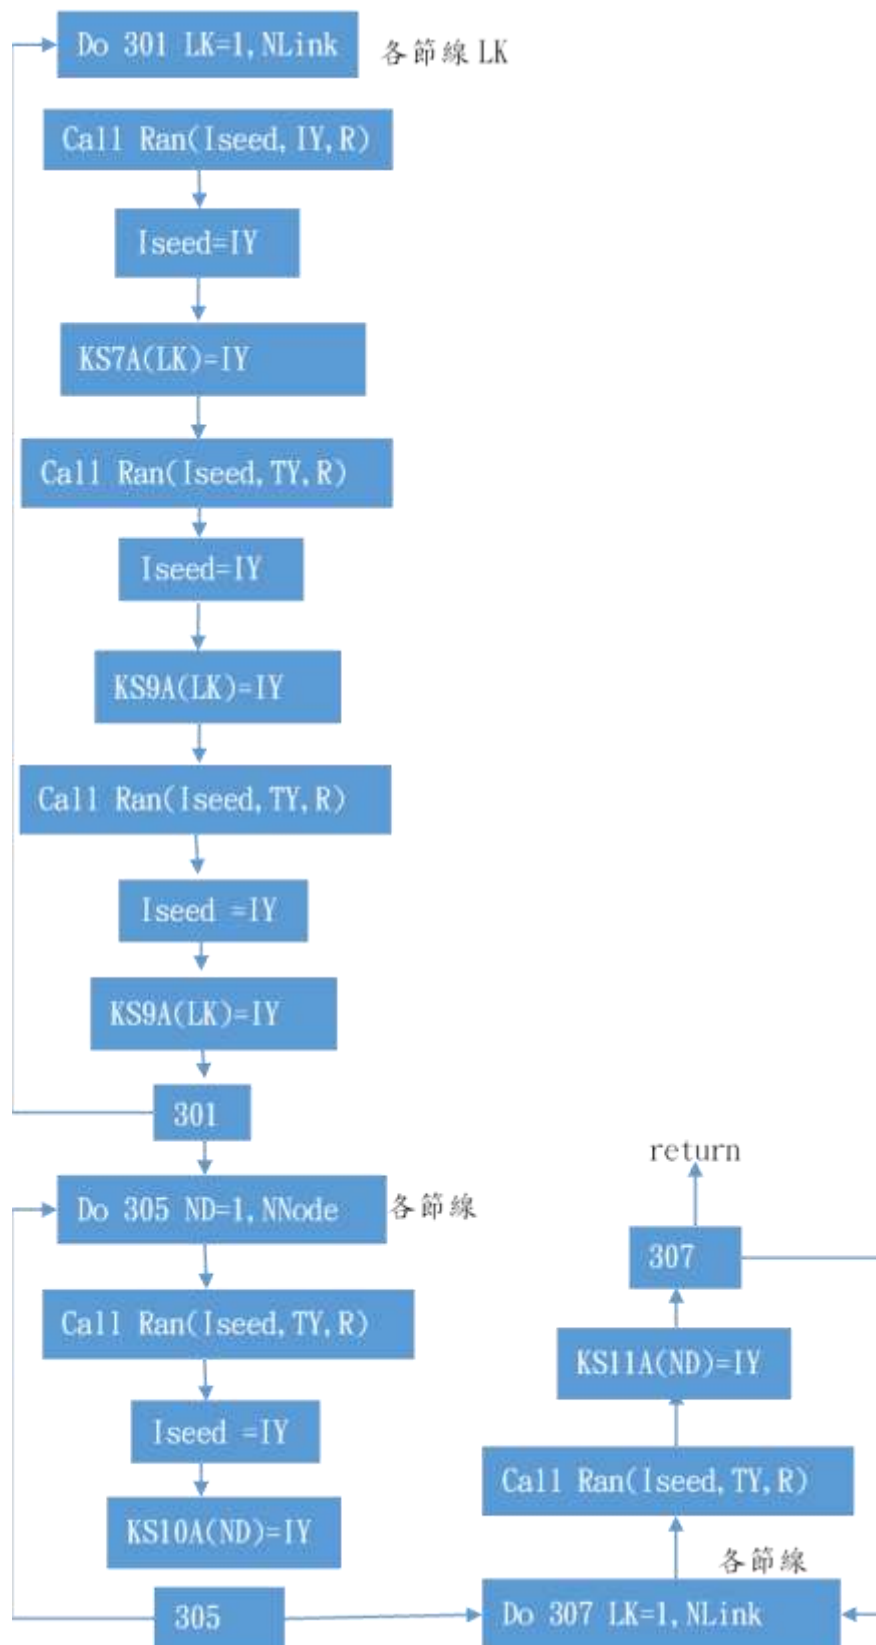 Do 301 LK=1,NLink
各節線 LK
Call Ran(Iseed,IY,R)
Iseed=IY
KS7A(LK)=IY
Call Ran(Iseed,TY,R)
Iseed=IY
KS9A(LK)=IY
Call Ran(Iseed,TY,R)
Iseed =IY
KS9A(LK)=IY
301
Do 305 ND=1,NNode
各節線
Call Ran(Iseed,TY,R)
Iseed =IY
KS10A(ND)=IY
305
Do 307 LK=1,NLink
各節線
Call Ran(Iseed,TY,R)
KS11A(ND)=IY
307
return